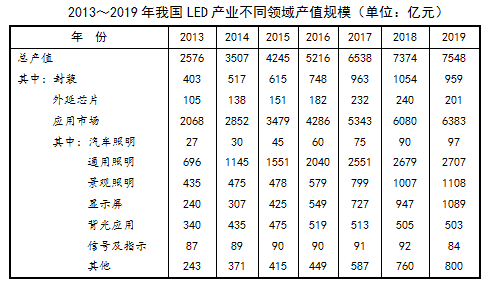 2013～2019年我国LED产业不同领域产值规模（单位：亿元）
年 份 2013 2014 2015 2016 2017 2018 2019
总产值 2576 3507 4245 5216 6538 7374 7548
其中：封装 403 517 615 748 963 1054 959
外延芯片 105 138 151 182 232 240 201
应用市场 2068 2852 3479 4286 5343 6080 6383
其中：汽车照明 27 30 45 60 75 90 97
通用照明 696 1145 1551 2040 2551 2679 2707
景观照明 435 475 478 579 799 1007 1108
显示屏 240 307 425 549 727 947 1089
背光应用 340 435 475 519 513 505 503
信号及指示 87 89 90 90 91 92 84
其他 243 371 415 449 587 760 800